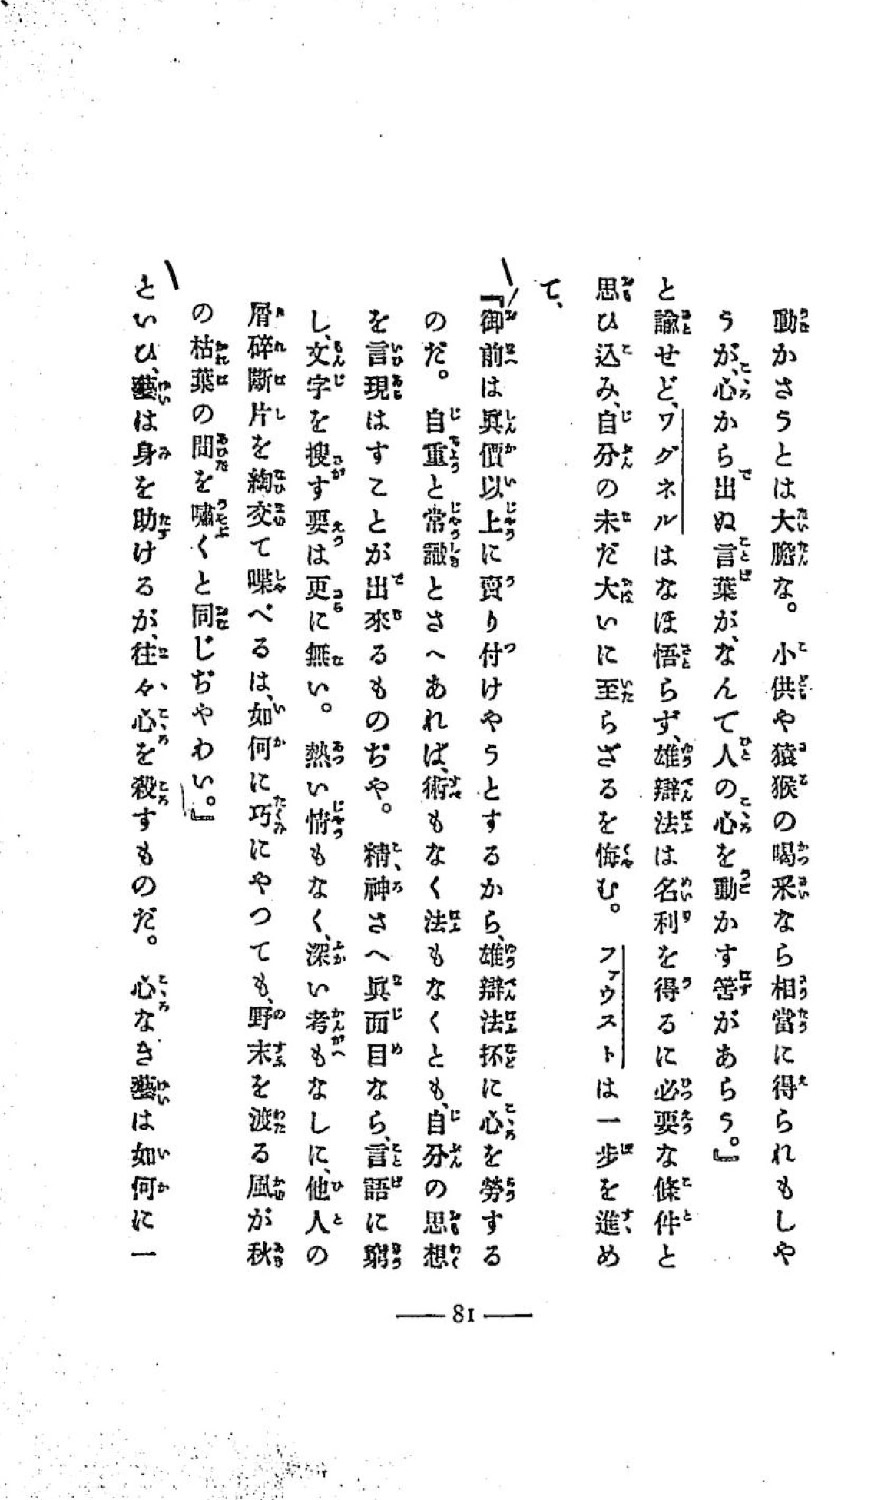 動かさうとは大膽な。小供や猿猴の喝采なら相當に得られもしや
うが、心から出ぬ言葉が、なんて人の心を動かす筈があらう。』
と諭せど、ワグネルはなほ悟らず、雄辯法は名利を得るに必要な條件と
思ひ込み、自分の未だ大いに至らざるを悔む。ファウストは一步を進め
て、
『御前は眞價以上に賣り付けやうとするから、雄辯法抔に心を勞する
のだ。自重と常識とさへあれば、術もなく法もなくとも、自分の思想
を言現はすことが出來るものぢや。精神さへ眞面目なら、言語に窮
し、文字を搜す要は更に無い。熱い情もなく、深い考もなしに、他人の
屑碎斷片を綯交て喋べるは、如何に巧にやつても、野末を渡る風が秋
の枯葉の間を嘯くと同じぢやわい。』
といひ、藝は身を助けるが、往々心を殺すものだ。心なき藝は如何に一
81